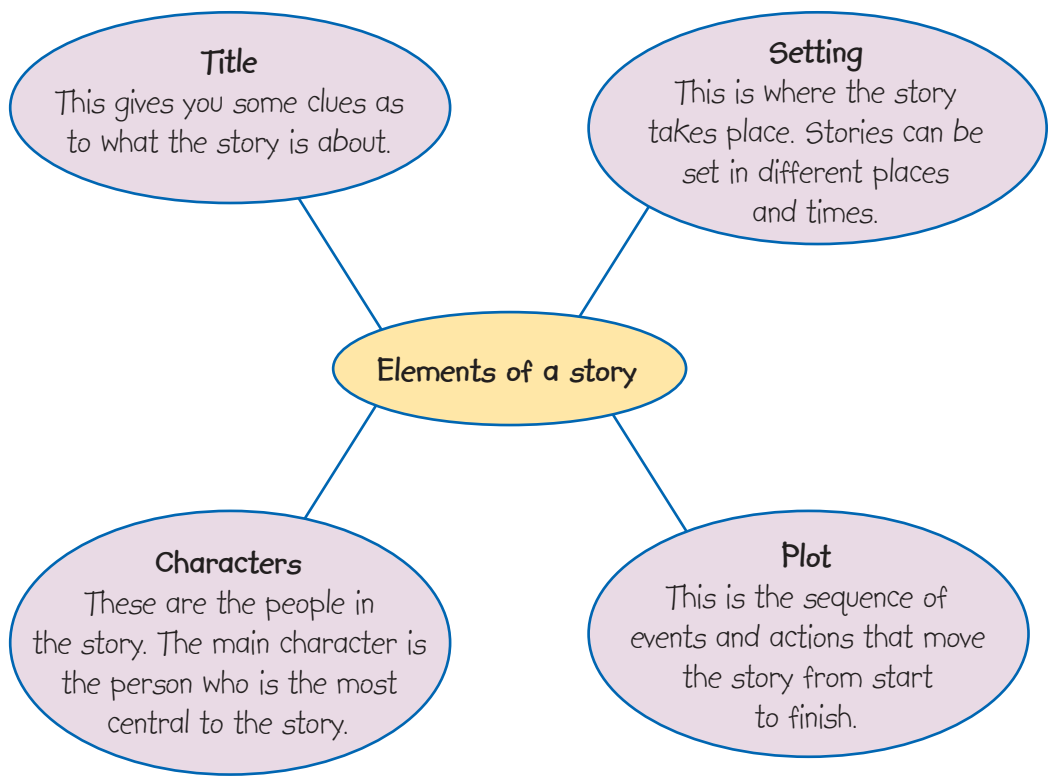 Title
This gives you some clues as
to what the story is about.
Setting
This is where the story
takes place. Stories can be
set in different places
and times.
Elements of a story
Characters
These are the people in
the story. The main character is
the person who is the most
central to the story.
Plot
This is the sequence of
events and actions that move
the story from start
to finish.